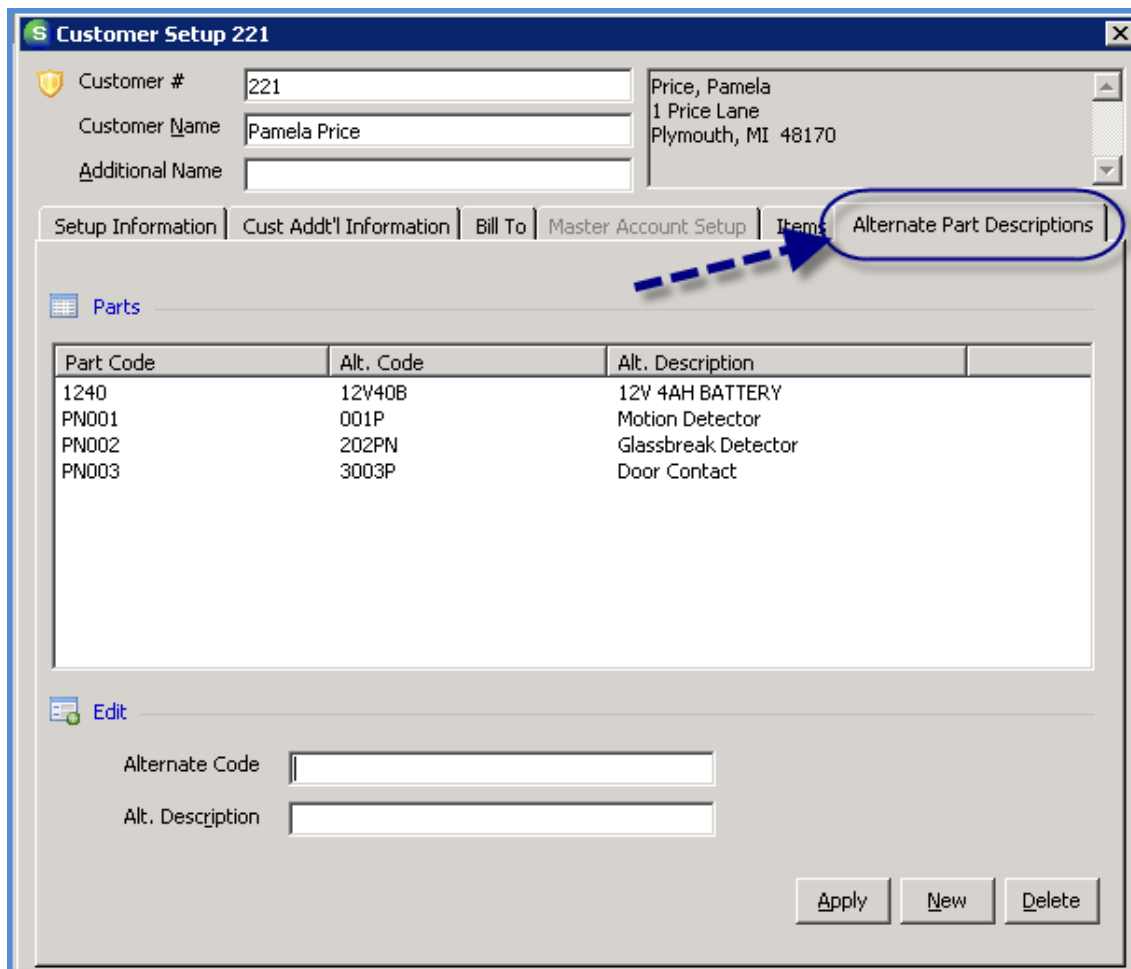 S Customer Setup 221
Customer # 221
Customer Name Pamela Price
Additional Name
Price, Pamela
1 Price Lane
Plymouth, MI 48170
Setup Information Cust Addt'l Information Bill To Master Account Setup Items Alternate Part Descriptions
Parts
Part Code Alt. Code Alt. Description
1240 12V40B 12V 4AH BATTERY
PN001 001P Motion Detector
PN002 202PN Glassbreak Detector
PN003 3003P Door Contact
Edit
Alternate Code
Alt. Description
Apply New Delete